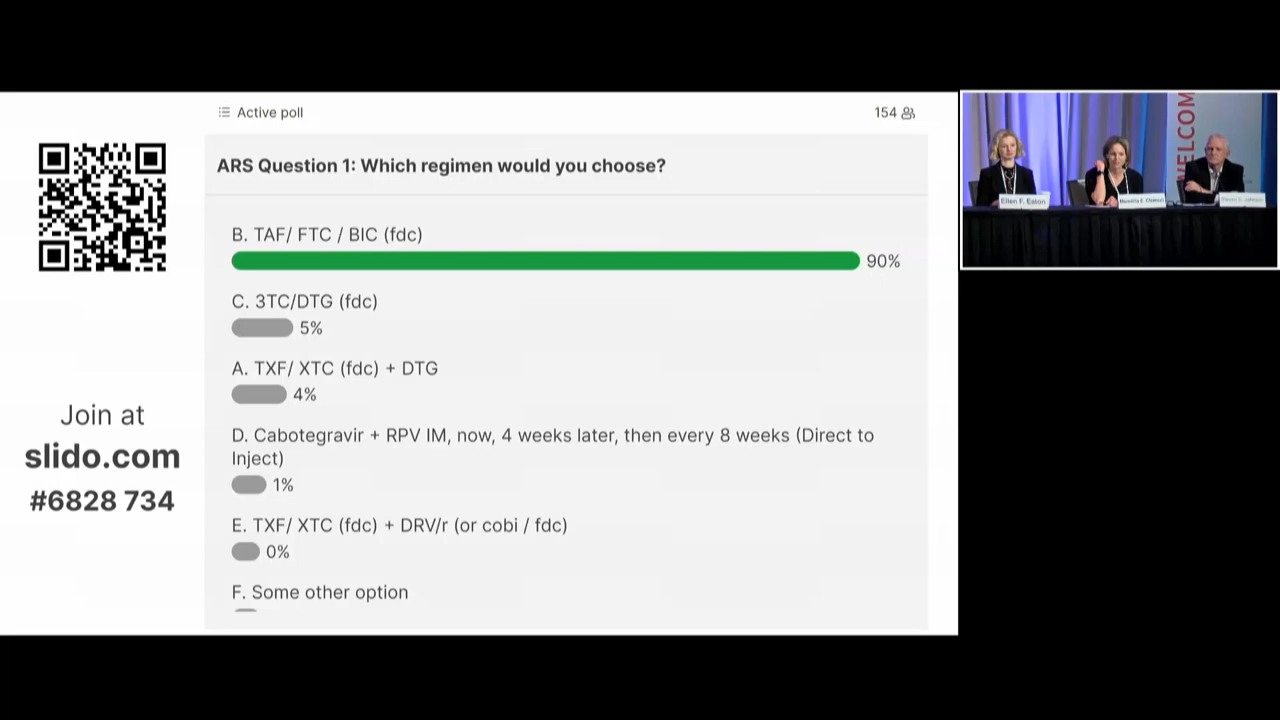 Active poll
154
ARS Question 1: Which regimen would you choose?
B. TAF/ FTC / BIC (fdc)
90%
C. 3TC/DTG (fdc)
5%
A. TXF/ XTC (fdc) + DTG
4%
D. Cabotegravir + RPV IM, now, 4 weeks later, then every 8 weeks (Direct to
Inject)
1%
E. TXF/ XTC (fdc) + DRV/r (or cobi / fdc)
0%
F. Some other option
Join at
slido.com
#6828 734
WELCOM
Ellen F. Eaton